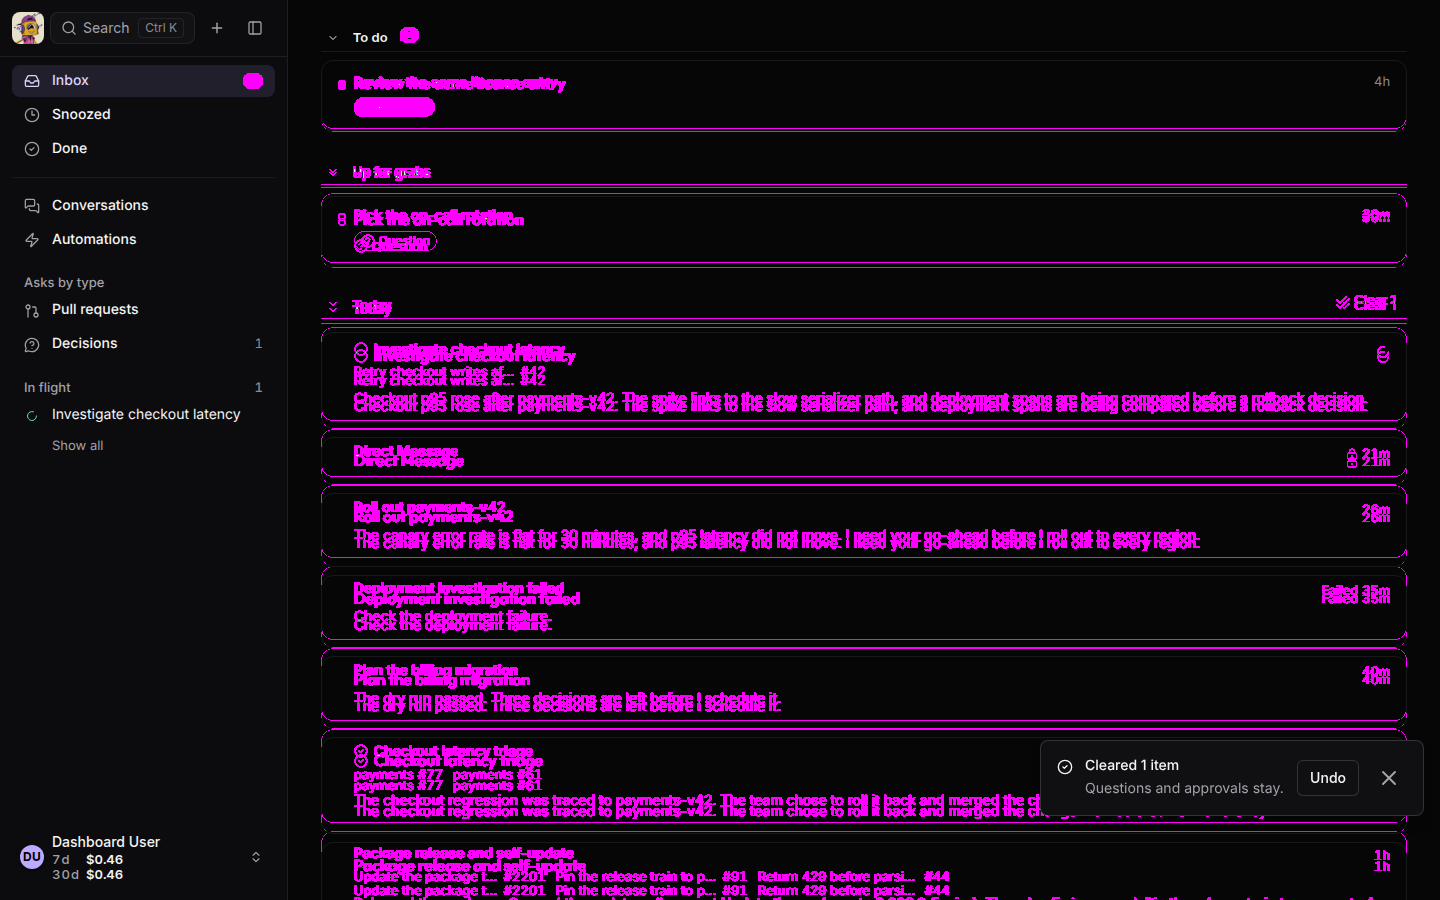 Search Ctrl K
Inbox
Snoozed
Done
Conversations
Automations
Asks by type
Pull requests
Decisions 1
In flight 1
Investigate checkout latency
Show all
Dashboard User
DU
7d $0.46
30d $0.46
To do
Review the entry
4h
Up for grabs
Pick the on-call rotation
Question
Today
Clear 1
Investigate checkout latency
Retry checkout writes af... #42
Checkout p95 rose after payments-v42. The spike links to the slow serializer path, and deployment spans are being compared before a rollback decision.
Direct Message
21m
Roll out payments-v42
26m
The canary error rate is flat for 30 minutes, and p95 latency did not move. I need your go-ahead before I roll out to every region.
Deployment investigation failed
Failed 35m
Check the deployment failure.
Plan the billing migration
40m
The dry run passed. Three decisions are left before I schedule it.
Checkout latency triage
payments #77 payments #61
The checkout regression was traced to payments-v42. The team chose to roll it back and merged the
Cleared 1 item
Questions and approvals stay.
Undo
Package release and self-update
1h
Update the package t... #2201 Pin the release train to p... #91 Return 429 before parsi... #44